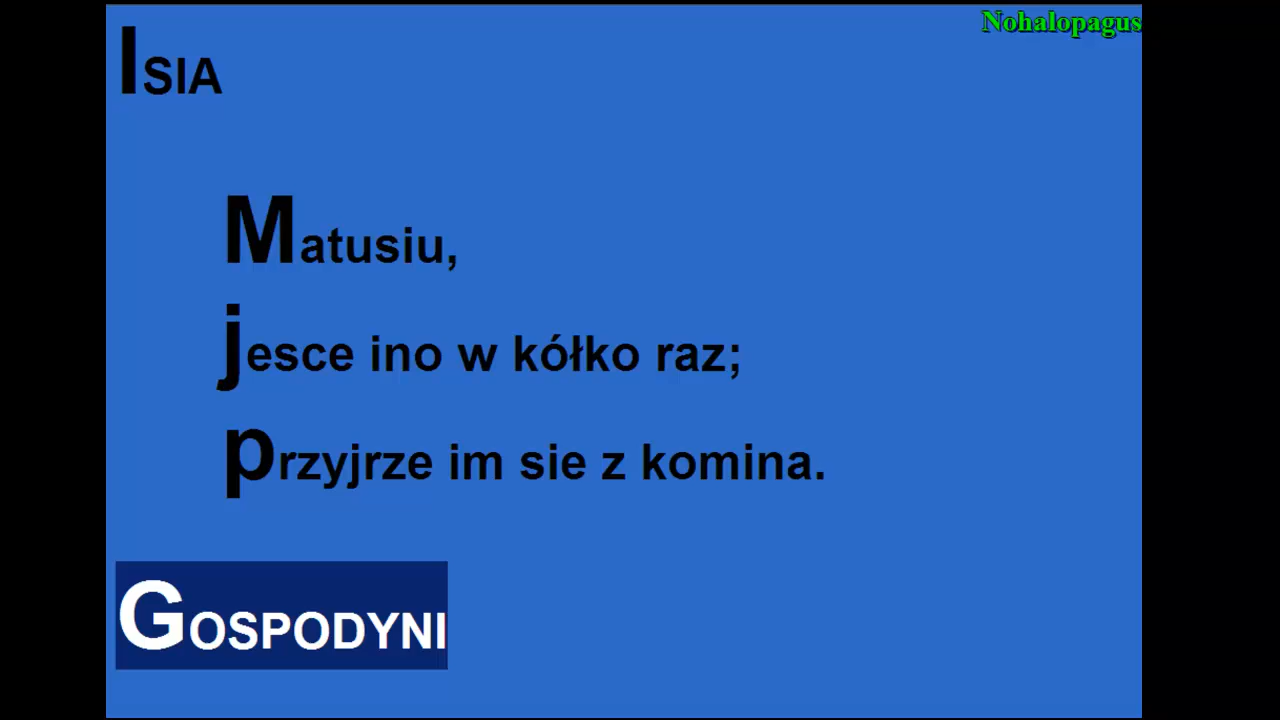 Nohalopagus
ISIA
Matusiu,
jesce ino w kółko raz;
przyjrze im sie z komina.
GOSPODYNI